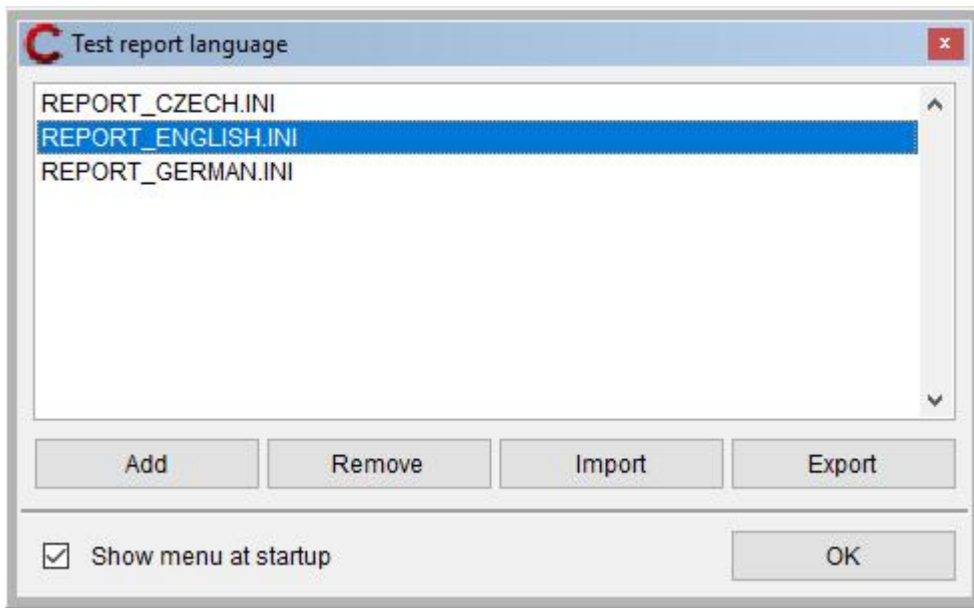 Test report language
REPORT_CZECH.INI
REPORT_ENGLISH.INI
REPORT_GERMAN.INI
Add Remove Import Export
Show menu at startup OK